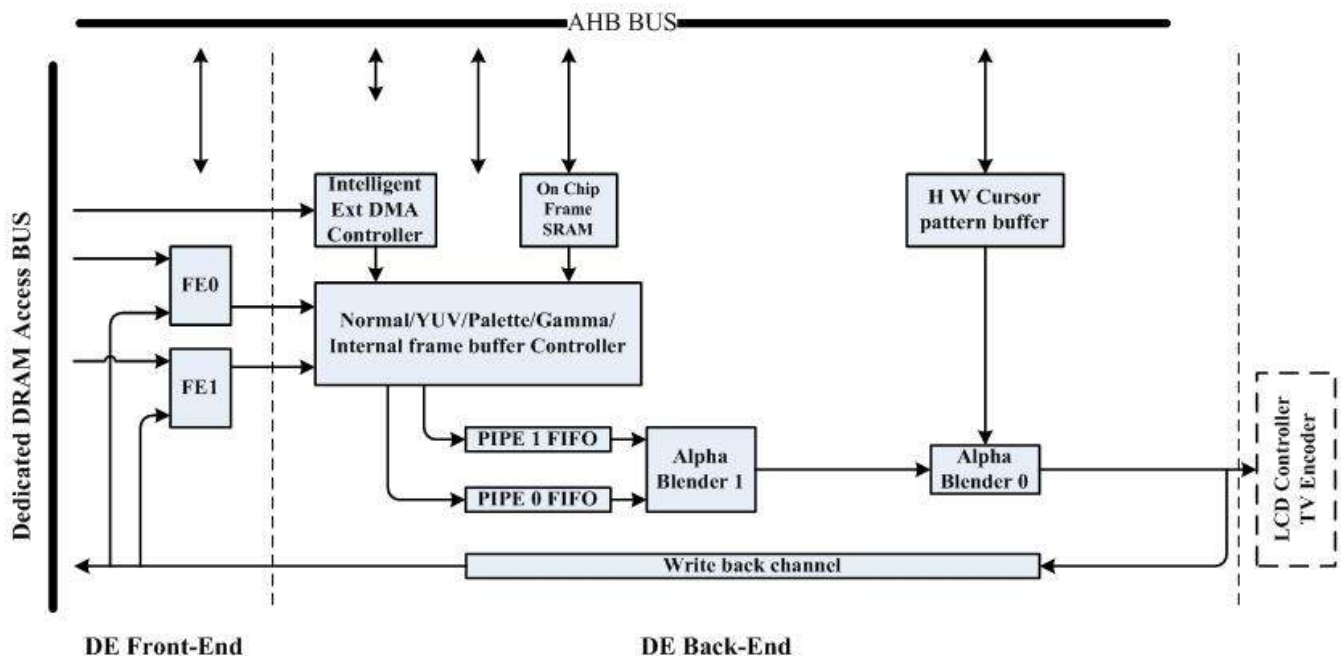 AHB BUS
Dedicated DRAM Access BUS
Intelligent
Ext DMA
Controller
On Chip
Frame
SRAM
H W Cursor
pattern buffer
FE0
Normal/YUV/Palette/Gamma/
Internal frame buffer Controller
FE1
PIPE 1 FIFO
PIPE 0 FIFO
Alpha
Blender 1
Alpha
Blender 0
LCD Controller
TV Encoder
Write back channel
DE Front-End
DE Back-End